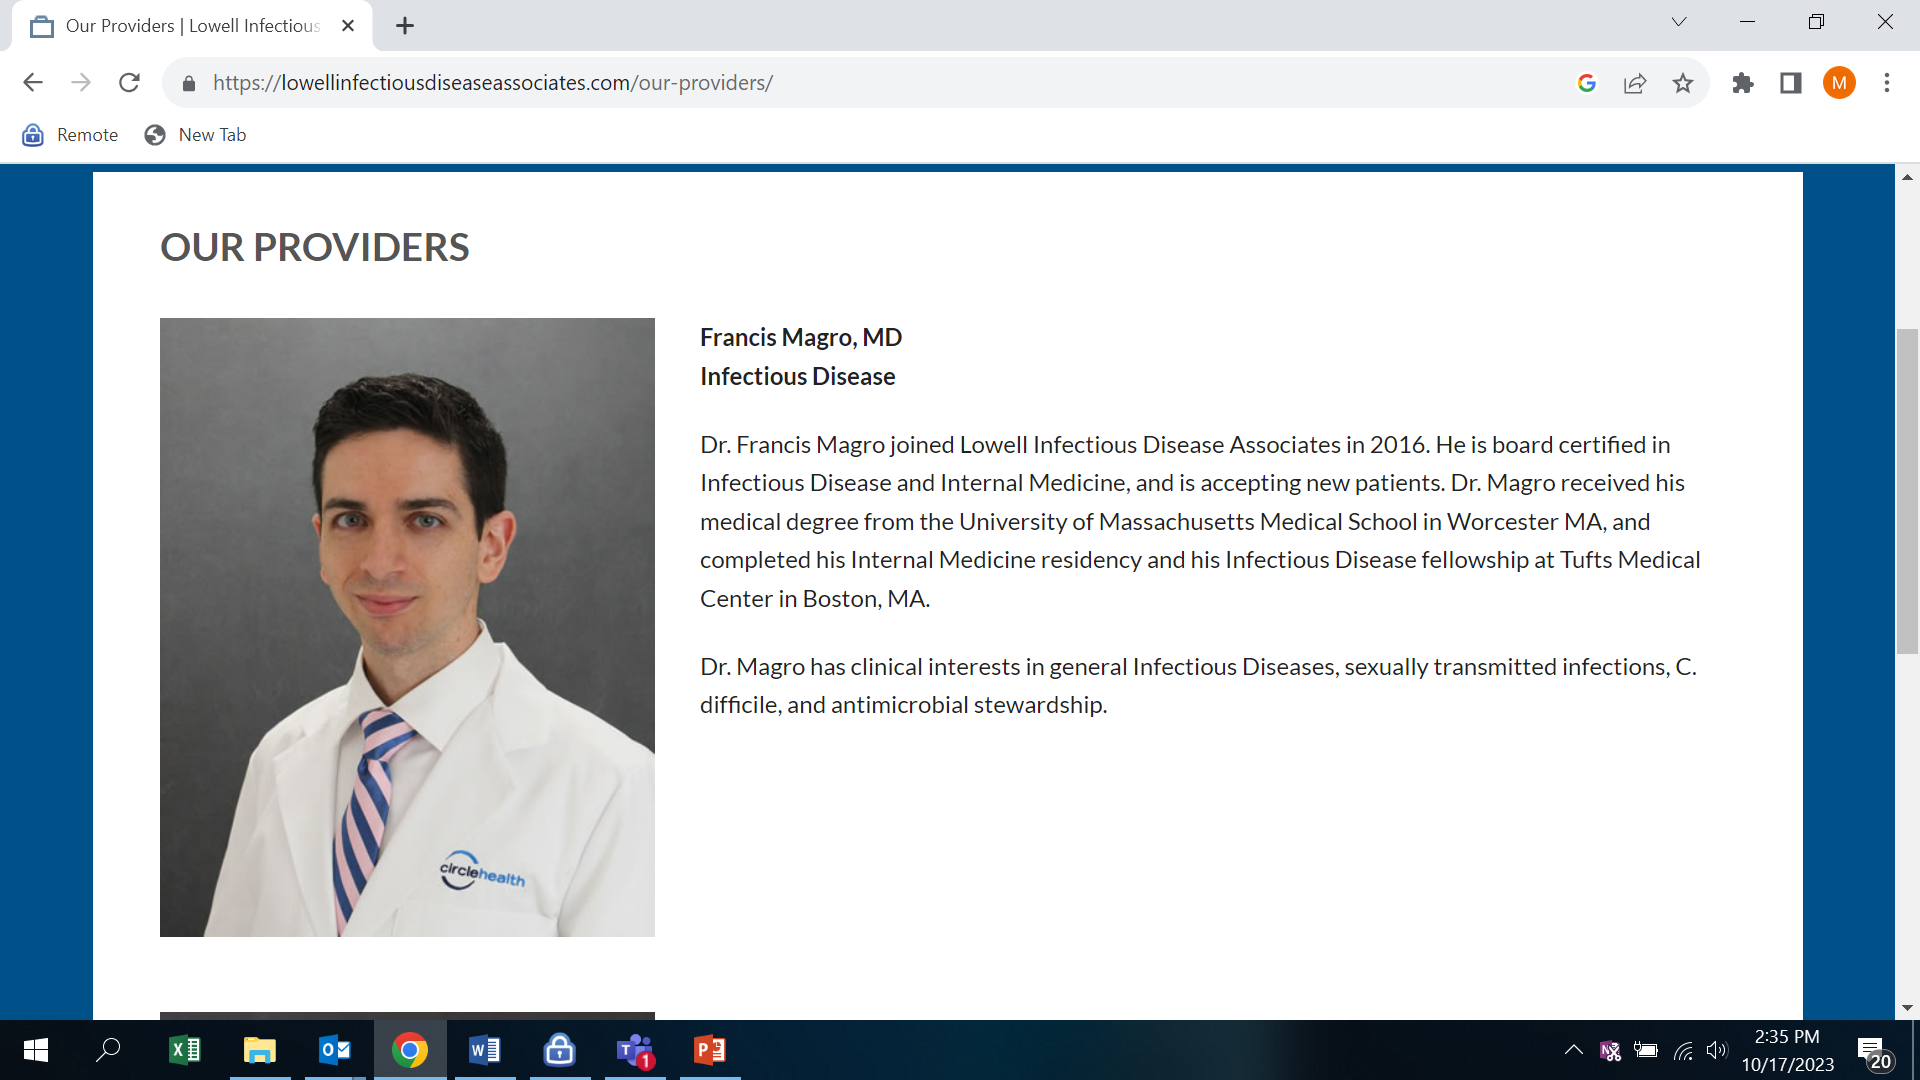 Our Providers | Lowell Infectious
https://lowellinfectiousdiseaseassociates.com/our-providers/
M
Remote
New Tab
OUR PROVIDERS
Francis Magro, MD
Infectious Disease
Dr. Francis Magro joined Lowell Infectious Disease Associates in 2016. He is board certified in
Infectious Disease and Internal Medicine, and is accepting new patients. Dr. Magro received his
medical degree from the University of Massachusetts Medical School in Worcester MA, and
completed his Internal Medicine residency and his Infectious Disease fellowship at Tufts Medical
Center in Boston, MA.
Dr. Magro has clinical interests in general Infectious Diseases, sexually transmitted infections, C.
difficile, and antimicrobial stewardship.
circlehealth
2:35 PM
10/17/2023
1
20